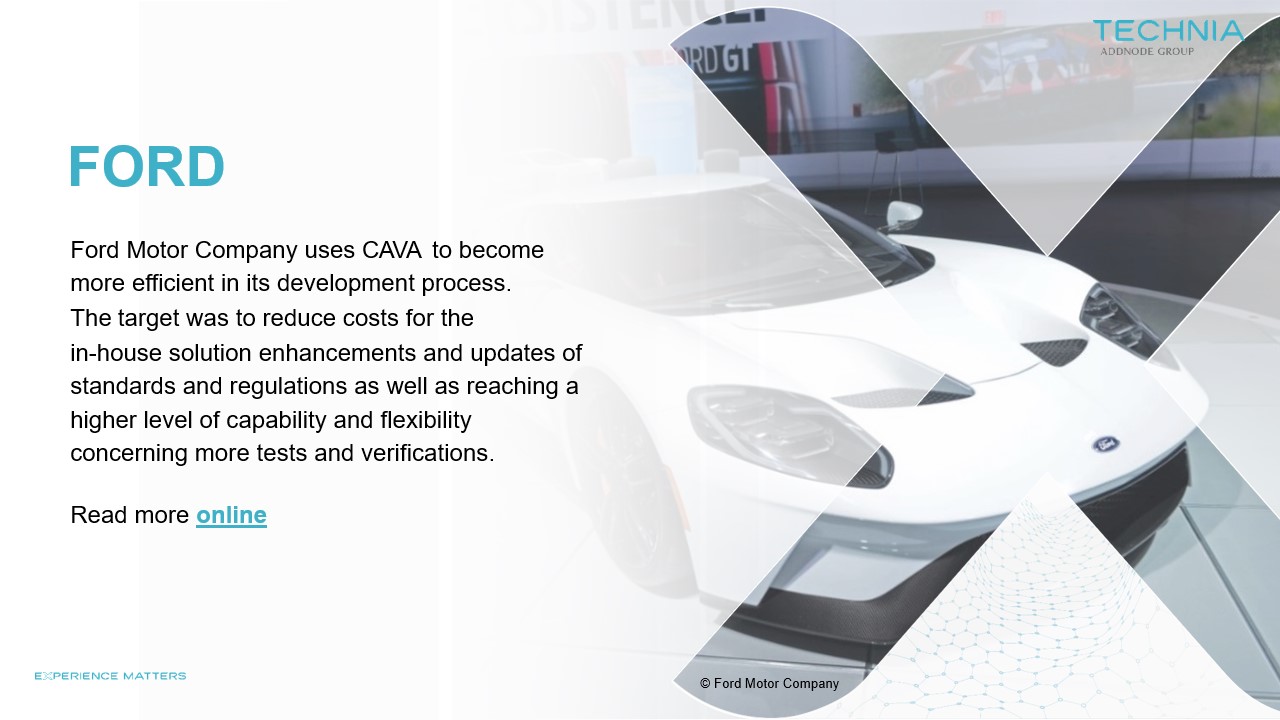 TECHNIA
ADDNODE GROUP
FORD GT
FORD
Ford Motor Company uses CAVA to become
more efficient in its development process.
The target was to reduce costs for the
in-house solution enhancements and updates of
standards and regulations as well as reaching a
higher level of capability and flexibility
concerning more tests and verifications.
Read more online
EXPERIENCE MATTERS
© Ford Motor Company